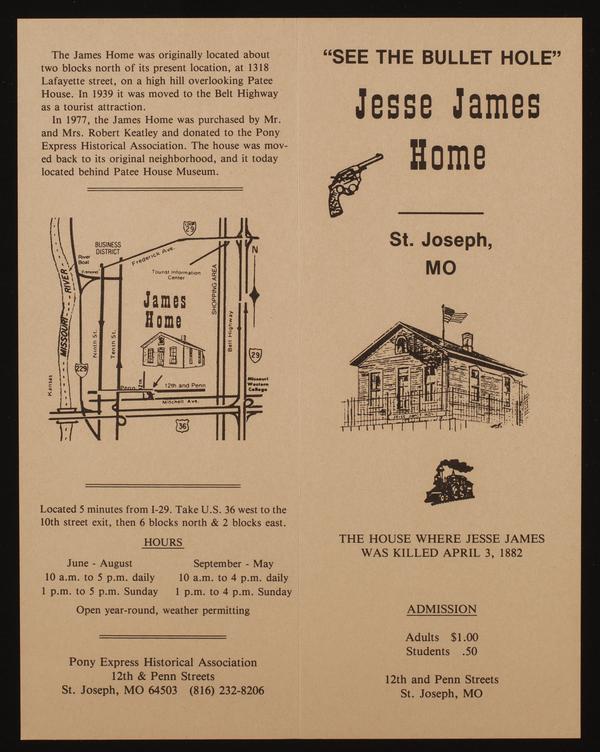 The James Home was originally located about
two blocks north of its present location, at 1318
Lafayette street, on a high hill overlooking Patee
House. In 1939 it was moved to the Belt Highway
as a tourist attraction.
In 1977, the James Home was purchased by Mr.
and Mrs. Robert Keatley and donated to the Pony
Express Historical Association. The house was mov-
ed back to its original neighborhood, and it today
located behind Patee House Museum.
29
BUSINESS
DISTRICT
River
Boat
Frederick Ave.
N
Tourist Information
Center
MISSOURI RIVER
SHOPPING AREA
James
Home
Ninth St.
Tenth St.
Belt Highway
229
29
Kansas
Penn
12th and Penn
Missouri
Western
College
Mitchell Ave.
36
Located 5 minutes from I-29. Take U.S. 36 west to the
10th street exit, then 6 blocks north & 2 blocks east.
HOURS
June - August
10 a.m. to 5 p.m. daily
1 p.m. to 5 p.m. Sunday
September - May
10 a.m. to 4 p.m. daily
1 p.m. to 4 p.m. Sunday
Open year-round, weather permitting
Pony Express Historical Association
12th & Penn Streets
St. Joseph, MO 64503 (816) 232-8206
“SEE THE BULLET HOLE”
Jesse James
Home
St. Joseph,
MO
THE HOUSE WHERE JESSE JAMES
WAS KILLED APRIL 3, 1882
ADMISSION
Adults $1.00
Students .50
12th and Penn Streets
St. Joseph, MO